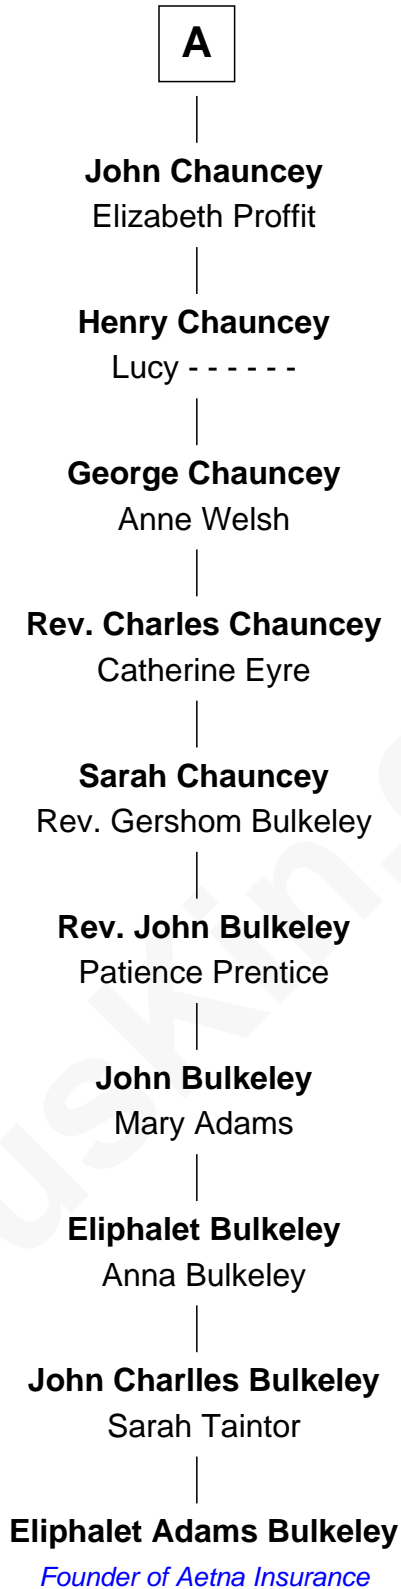 A
John Chauncey
Elizabeth Proffit
Henry Chauncey
Lucy - - - - - -
George Chauncey
Anne Welsh
Rev. Charles Chauncey
Catherine Eyre
Sarah Chauncey
Rev. Gershom Bulkeley
Rev. John Bulkeley
Patience Prentice
John Bulkeley
Mary Adams
Eliphalet Bulkeley
Anna Bulkeley
John Charlles Bulkeley
Sarah Taintor
Eliphalet Adams Bulkeley
Founder of Aetna Insurance